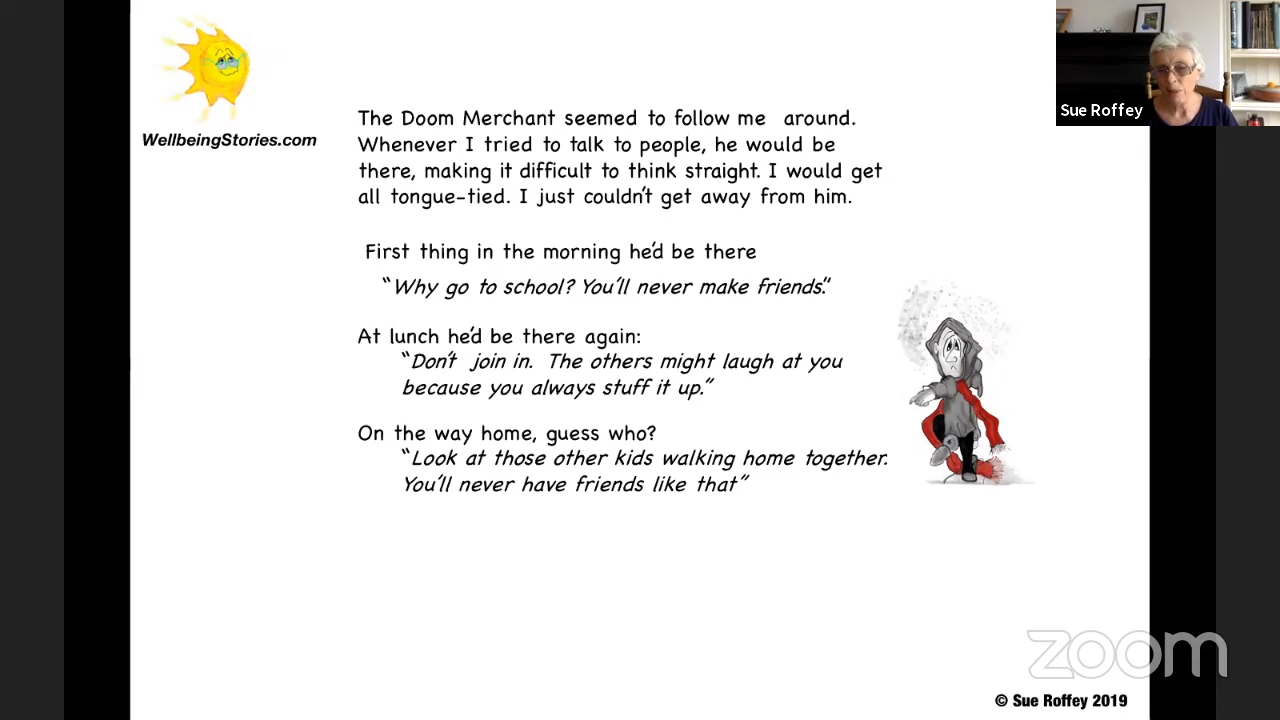 Sue Roffey
WellbeingStories.com
The Doom Merchant seemed to follow me around.
Whenever I tried to talk to people, he would be
there, making it difficult to think straight. I would get
all tongue-tied. I just couldn't get away from him.
First thing in the morning he'd be there
"Why go to school? You'll never make friends."
At lunch he'd be there again:
"Don't join in. The others might laugh at you
because you always stuff it up."
On the way home, guess who?
"Look at those other kids walking home together.
You'll never have friends like that"
zoom
© Sue Roffey 2019